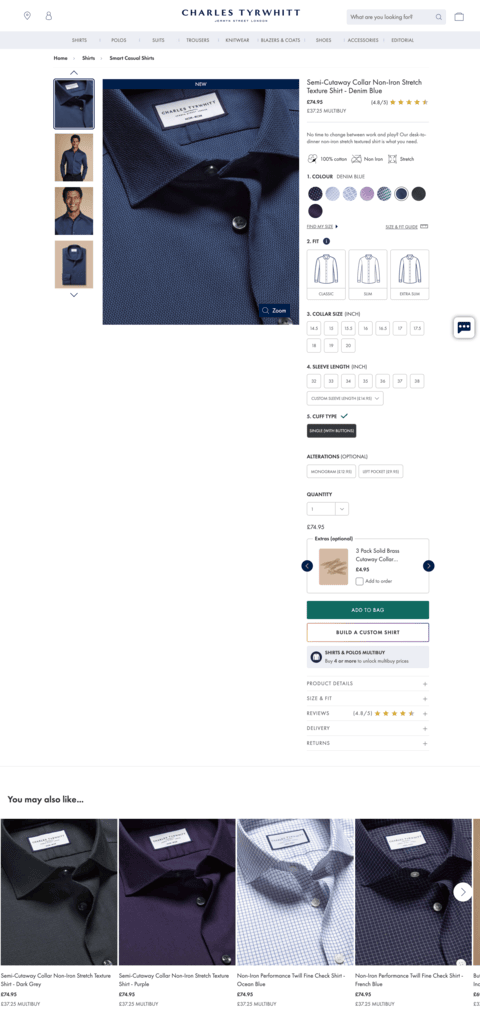 CHARLES TYRWHITT
JERMYN STREET LONDON
What are you looking for?
SHIRTS
POLOS
SUITS
TROUSERS
KNITWEAR
BLAZERS & COATS
SHOES
ACCESSORIES
EDITORIAL
Home
Shirts
Smart Casual Shirts
NEW
CHARLES TYRWHITT
Zoom
Semi-Cutaway Collar Non-Iron Stretch
Texture Shirt - Denim Blue
£74.95
(4.8/5)
£37.25 MULTIBUY
No time to change between work and play? Our desk-to-
dinner non-iron stretch textured shirt is what you need.
100% cotton
Non Iron
Stretch
1. COLOUR DENIM BLUE
FIND MY SIZE
SIZE & FIT GUIDE
2. FIT
CLASSIC
SLIM
EXTRA SLIM
3. COLLAR SIZE (INCH)
14.5 15 15.5 16 16.5 17 17.5
18 19 20
4. SLEEVE LENGTH (INCH)
32 33 34 35 36 37 38
CUSTOM SLEEVE LENGTH (£16.95)
5. CUFF TYPE
SINGLE (WITH BUTTONS)
ALTERATIONS (OPTIONAL)
MONOGRAM (£12.95)
LEFT POCKET (£9.95)
QUANTITY
1
£74.95
Extras (optional)
3 Pack Solid Brass
Cutaway Collar...
£4.95
Add to order
ADD TO BAG
BUILD A CUSTOM SHIRT
SHIRTS & POLOS MULTIBUY
Buy 4 or more to unlock multibuy prices
PRODUCT DETAILS +
SIZE & FIT +
REVIEWS (4.8/5) +
DELIVERY +
RETURNS +
You may also like...
Semi-Cutaway Collar Non-Iron Stretch Texture
Shirt - Dark Grey
£74.95
£37.25 MULTIBUY
Semi-Cutaway Collar Non-Iron Stretch Texture
Shirt - Purple
£74.95
£37.25 MULTIBUY
Non-Iron Performance Twill Fine Check Shirt -
Ocean Blue
£74.95
£37.25 MULTIBUY
Non-Iron Performance Twill Fine Check Shirt -
French Blue
£74.95
£37.25 MULTIBUY